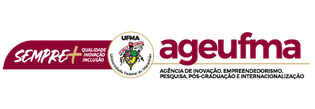 SEMPRE+
QUALIDADE
INOVAÇÃO
INCLUSÃO
UFMA
Universidade Federal do Maranhão
ageufma
AGÊNCIA DE INOVAÇÃO, EMPREENDEDORISMO,
PESQUISA, PÓS-GRADUAÇÃO E INTERNACIONALIZAÇÃO